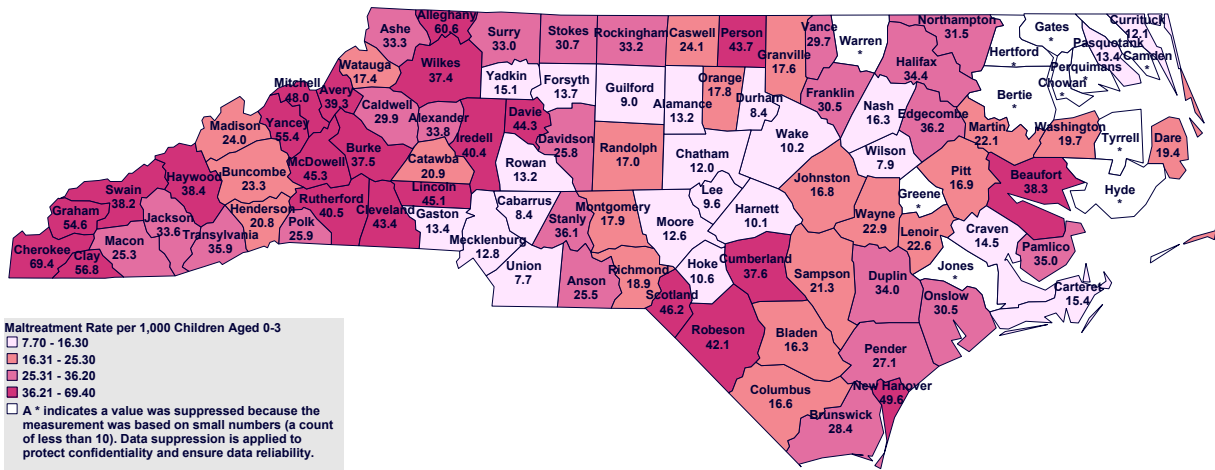 Alleghany
60.6
Ashe
33.3
Surry
33.0
Stokes
30.7
Rockingham
33.2
Caswell
24.1
Person
43.7
Granville
17.6
Vance
29.7
Warren
*
Northampton
31.5
Gates
*
Currituck
12.1
Hertford
*
Pasquotank
13.4
Camden
*
Perquimans
*
Chowan
*
Bertie
*
Halifax
34.4
Watauga
17.4
Wilkes
37.4
Yadkin
15.1
Forsyth
13.7
Guilford
9.0
Alamance
13.2
Orange
17.8
Durham
8.4
Franklin
30.5
Nash
16.3
Edgecombe
36.2
Martin
22.1
Washington
19.7
Tyrrell
*
Dare
19.4
Mitchell
48.0
Avery
39.3
Caldwell
29.9
Alexander
33.8
Iredell
40.4
Davie
44.3
Davidson
25.8
Randolph
17.0
Chatham
12.0
Wake
10.2
Wilson
7.9
Madison
24.0
Yancey
55.4
McDowell
45.3
Burke
37.5
Catawba
20.9
Rowan
13.2
Johnston
16.8
Greene
*
Pitt
16.9
Beaufort
38.3
Hyde
*
Haywood
38.4
Buncombe
23.3
Rutherford
40.5
Cleveland
43.4
Lincoln
45.1
Gaston
13.4
Cabarrus
8.4
Stanly
36.1
Montgomery
17.9
Moore
12.6
Lee
9.6
Harnett
10.1
Wayne
22.9
Lenoir
22.6
Craven
14.5
Pamlico
35.0
Swain
38.2
Graham
54.6
Jackson
33.6
Henderson
20.8
Polk
25.9
Transylvania
35.9
Macon
25.3
Cherokee
69.4
Clay
56.8
Mecklenburg
12.8
Union
7.7
Anson
25.5
Richmond
18.9
Hoke
10.6
Cumberland
37.6
Sampson
21.3
Duplin
34.0
Jones
*
Carteret
15.4
Onslow
30.5
Scotland
46.2
Robeson
42.1
Bladen
16.3
Pender
27.1
New Hanover
49.6
Columbus
16.6
Brunswick
28.4
Maltreatment Rate per 1,000 Children Aged 0-3
7.70 - 16.30
16.31 - 25.30
25.31 - 36.20
36.21 - 69.40
A * indicates a value was suppressed because the
measurement was based on small numbers (a count
of less than 10). Data suppression is applied to
protect confidentiality and ensure data reliability.